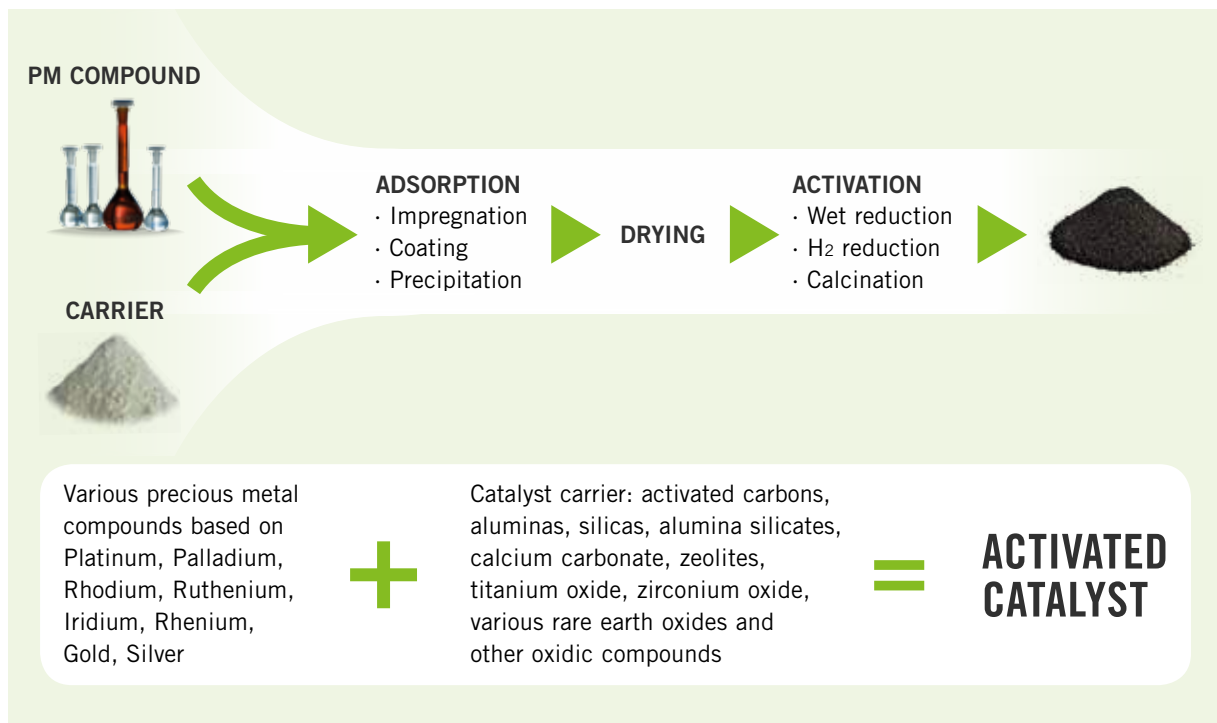 PM COMPOUND
CARRIER
ADSORPTION
· Impregnation
· Coating
· Precipitation
DRYING
ACTIVATION
· Wet reduction
· H2 reduction
· Calcination
Various precious metal
compounds based on
Platinum, Palladium,
Rhodium, Ruthenium,
Iridium, Rhenium,
Gold, Silver
+
Catalyst carrier: activated carbons,
aluminas, silicas, alumina silicates,
calcium carbonate, zeolites,
titanium oxide, zirconium oxide,
various rare earth oxides and
other oxidic compounds
=
ACTIVATED
CATALYST